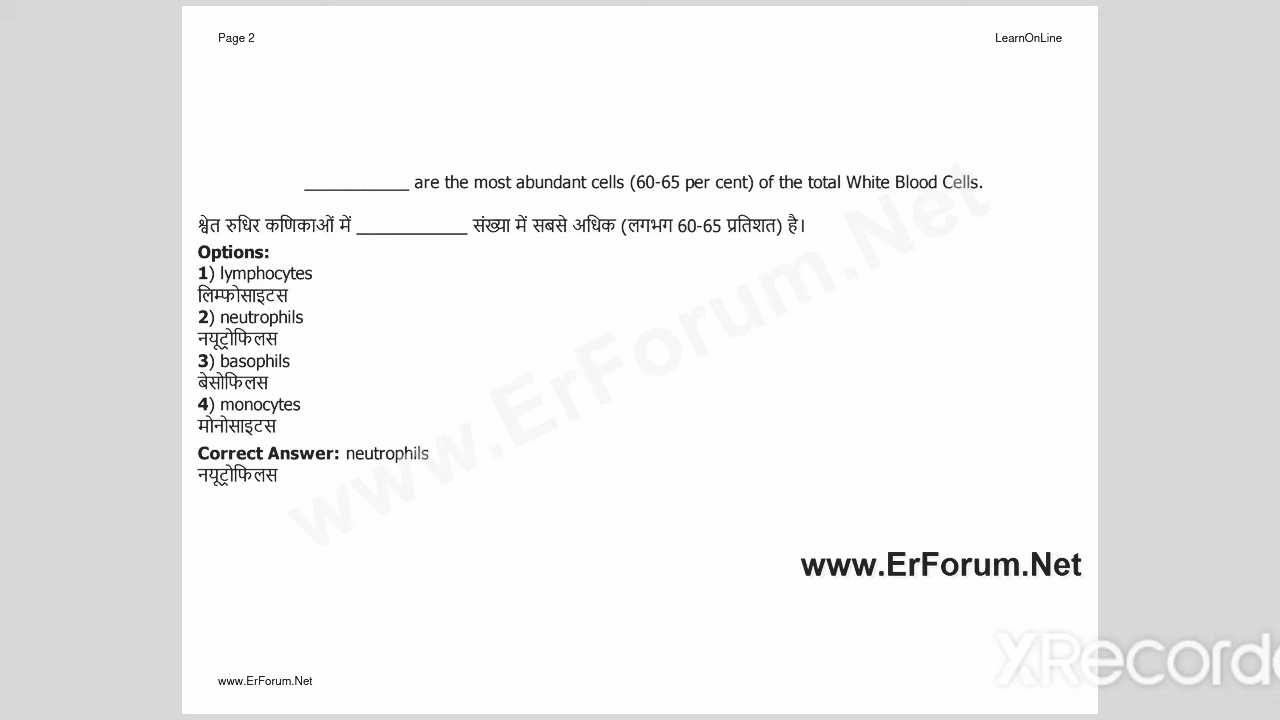 Page 2
LearnOnLine
____________ are the most abundant cells (60-65 per cent) of the total White Blood Cells.
श्वेत रुधिर कणिकाओं में ____________ संख्या में सबसे अधिक (लगभग 60-65 प्रतिशत) है।
Options:
1) lymphocytes
लिम्फोसाइटस
2) neutrophils
नयूट्रोफिलस
3) basophils
बेसोफिलस
4) monocytes
मोनोसाइटस
Correct Answer: neutrophils
नयूट्रोफिलस
www.ErForum.Net
www.ErForum.Net
XRecorde
www.ErForum.Net